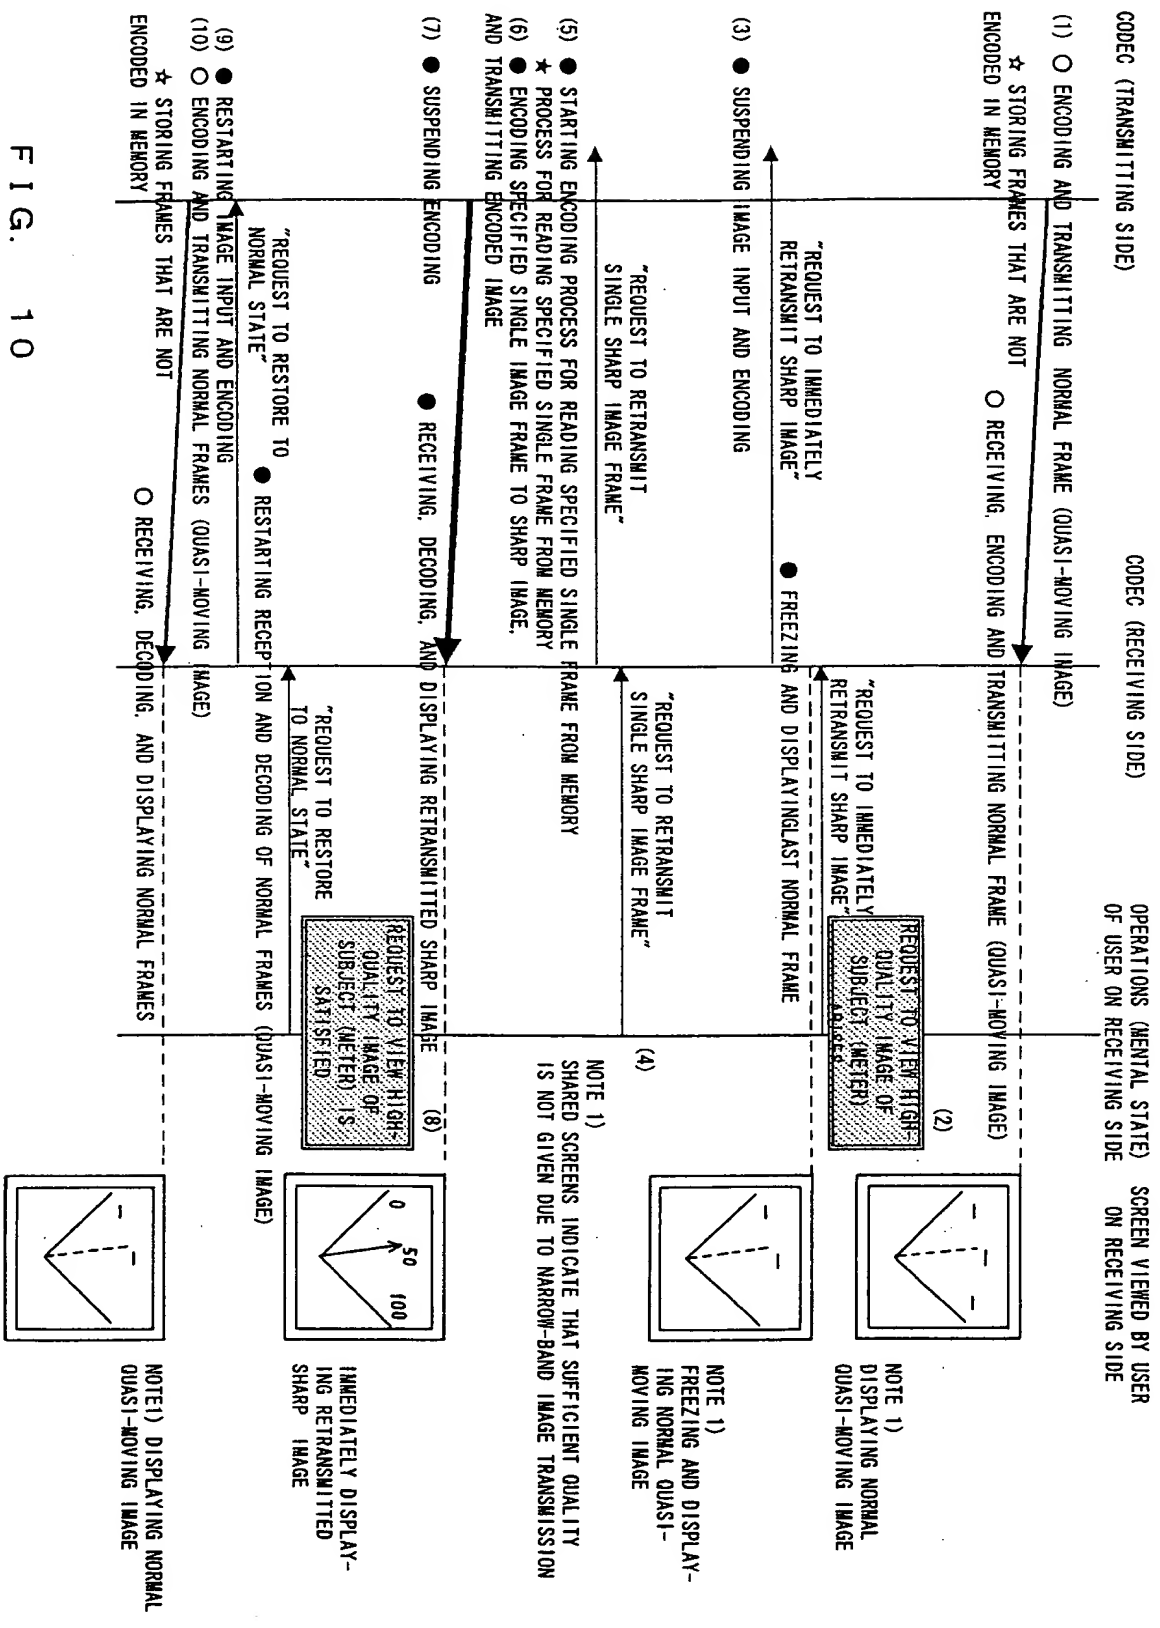 CODEC (TRANSMITTING SIDE)
CODEC (RECEIVING SIDE)
OPERATIONS (MENTAL STATE)
OF USER ON RECEIVING SIDE
SCREEN VIEWED BY USER
ON RECEIVING SIDE
(1) ○ ENCODING AND TRANSMITTING NORMAL FRAME (QUASI-MOVING IMAGE)
☆ STORING FRAMES THAT ARE NOT
ENCODED IN MEMORY
○ RECEIVING, ENCODING AND TRANSMITTING NORMAL FRAME (QUASI-MOVING IMAGE)
(2)
REQUEST TO VIEW HIGH-
QUALITY IMAGE OF
SUBJECT (METER)
NOTE 1)
DISPLAYING NORMAL
QUASI-MOVING IMAGE
"REQUEST TO IMMEDIATELY
RETRANSMIT SHARP IMAGE"
"REQUEST TO IMMEDIATELY
RETRANSMIT SHARP IMAGE"
● FREEZING AND DISPLAYINGLAST NORMAL FRAME
(3) ● SUSPENDING IMAGE INPUT AND ENCODING
NOTE 1)
FREEZING AND DISPLAY-
ING NORMAL QUASI-
MOVING IMAGE
(4)
"REQUEST TO RETRANSMIT
SINGLE SHARP IMAGE FRAME"
"REQUEST TO RETRANSMIT
SINGLE SHARP IMAGE FRAME"
NOTE 1)
SHARED SCREENS INDICATE THAT SUFFICIENT QUALITY
IS NOT GIVEN DUE TO NARROW-BAND IMAGE TRANSMISSION
(5) ● STARTING ENCODING PROCESS FOR READING SPECIFIED SINGLE FRAME FROM MEMORY
★ PROCESS FOR READING SPECIFIED SINGLE FRAME FROM MEMORY
(6) ● ENCODING SPECIFIED SINGLE IMAGE FRAME TO SHARP IMAGE,
AND TRANSMITTING ENCODED IMAGE
(7) ● SUSPENDING ENCODING
● RECEIVING, DECODING, AND DISPLAYING RETRANSMITTED SHARP IMAGE
(8)
REQUEST TO VIEW HIGH-
QUALITY IMAGE OF
SUBJECT (METER) IS
SATISFIED
0
50
100
IMMEDIATELY DISPLAY-
ING RETRANSMITTED
SHARP IMAGE
"REQUEST TO RESTORE
TO NORMAL STATE"
"REQUEST TO RESTORE TO
NORMAL STATE"
● RESTARTING RECEPTION AND DECODING OF NORMAL FRAMES (QUASI-MOVING IMAGE)
(9) ● RESTARTING IMAGE INPUT AND ENCODING
(10) ○ ENCODING AND TRANSMITTING NORMAL FRAMES (QUASI-MOVING IMAGE)
☆ STORING FRAMES THAT ARE NOT
ENCODED IN MEMORY
○ RECEIVING, DECODING, AND DISPLAYING NORMAL FRAMES
NOTE1) DISPLAYING NORMAL
QUASI-MOVING IMAGE
FIG. 10